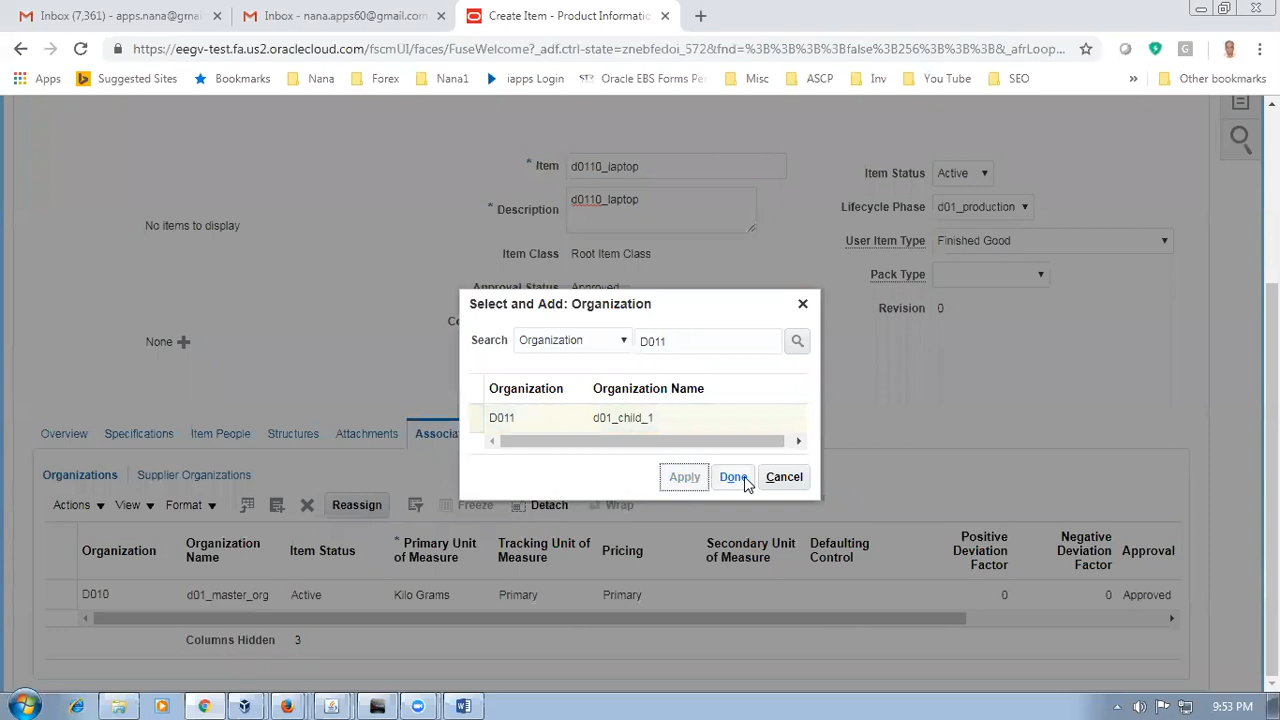 Inbox (7,361) - apps.nana@gmai
Inbox - nana.apps60@gmail.com
Create Item - Product Informatio
https://eegv-test.fa.us2.oraclecloud.com/fscmUI/faces/FuseWelcome?_adf.ctrl-state=znebfedoi_572&fnd=%3B%3B%3B%3Bfalse%3B256%3B%3B%3B&_afrLoop...
Apps Suggested Sites Bookmarks Nana Forex Nana1 iapps Login Oracle EBS Forms Per Misc ASCP Inv You Tube SEO Other bookmarks
* Item d0110_laptop
Item Status Active
* Description d0110_laptop
Lifecycle Phase d01_production
No items to display
User Item Type Finished Good
Item Class Root Item Class
Pack Type
Approval Status Approved
Revision 0
None
Select and Add: Organization
Search Organization D011
Organization Organization Name
D011 d01_child_1
Apply Done Cancel
Overview Specifications Item People Structures Attachments Associa
Organizations Supplier Organizations
Actions View Format Reassign Freeze Detach Wrap
Organization
Organization Name
Item Status
* Primary Unit of Measure
Tracking Unit of Measure
Pricing
Secondary Unit of Measure
Defaulting Control
Positive Deviation Factor
Negative Deviation Factor
Approval
D010 d01_master_org Active Kilo Grams Primary Primary 0 0 Approved
Columns Hidden 3
9:53 PM